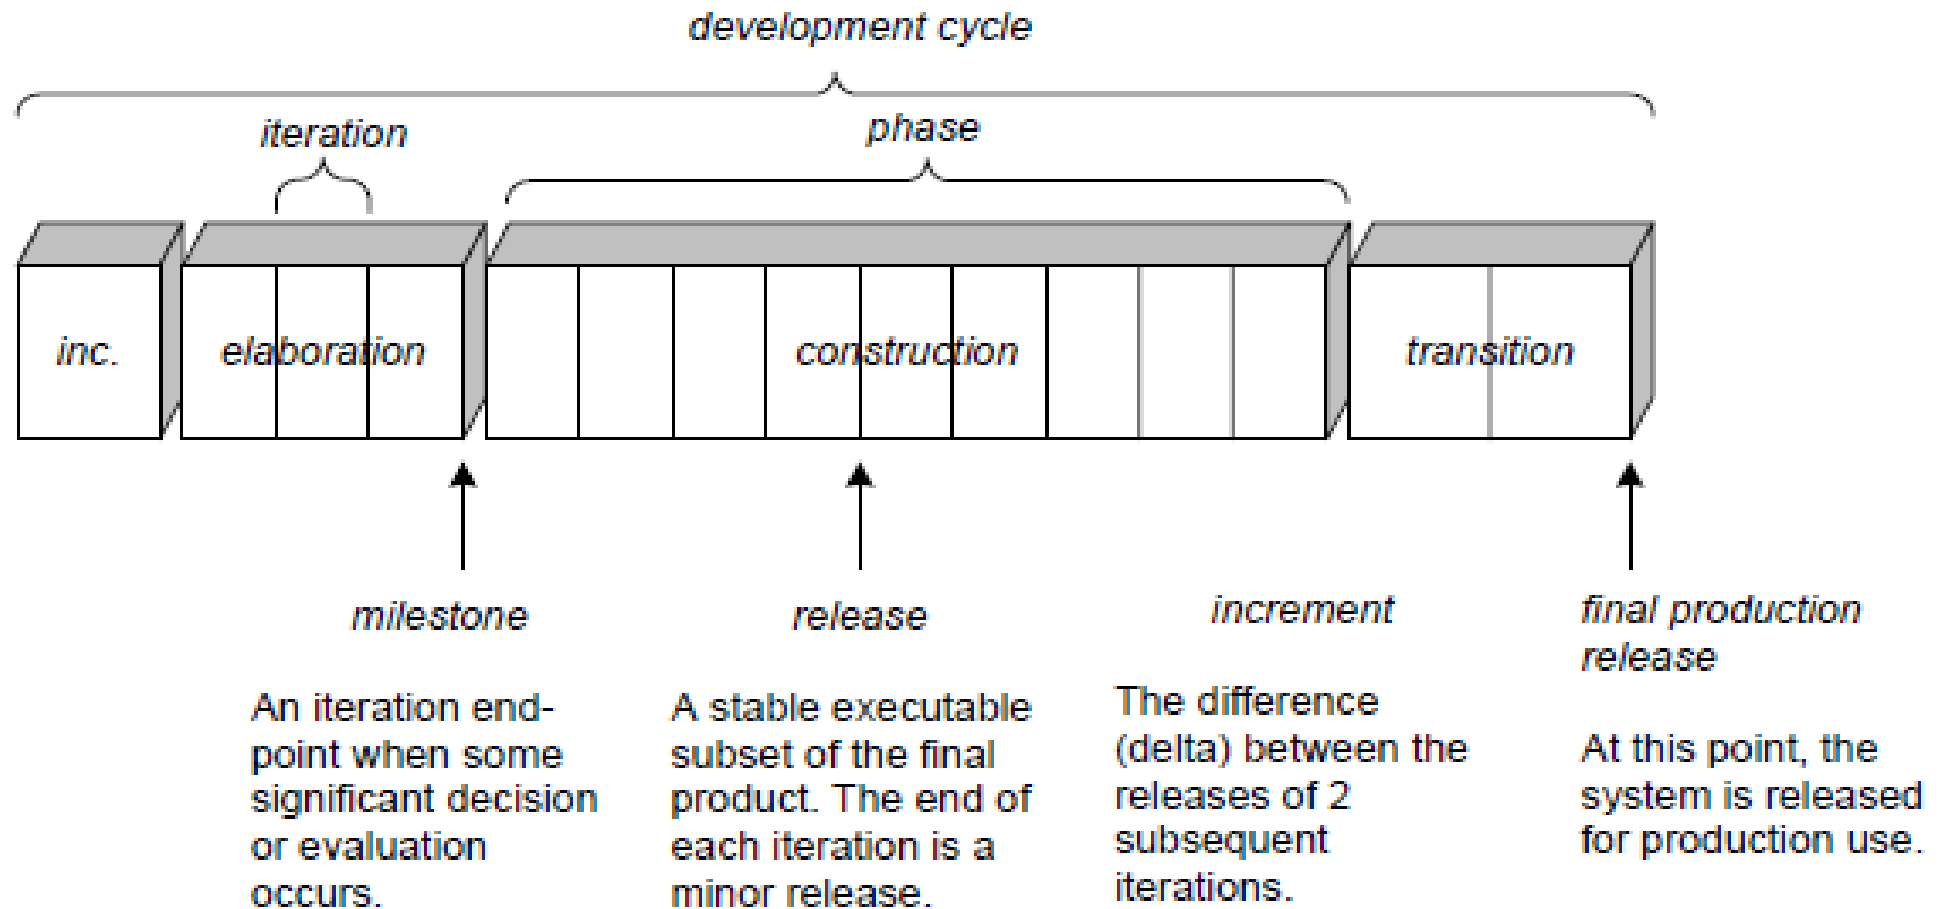 development cycle
iteration
phase
inc.
elaboration
construction
transition
milestone
An iteration end-
point when some
significant decision
or evaluation
occurs.
release
A stable executable
subset of the final
product. The end of
each iteration is a
minor release.
increment
The difference
(delta) between the
releases of 2
subsequent
iterations.
final production
release
At this point, the
system is released
for production use.